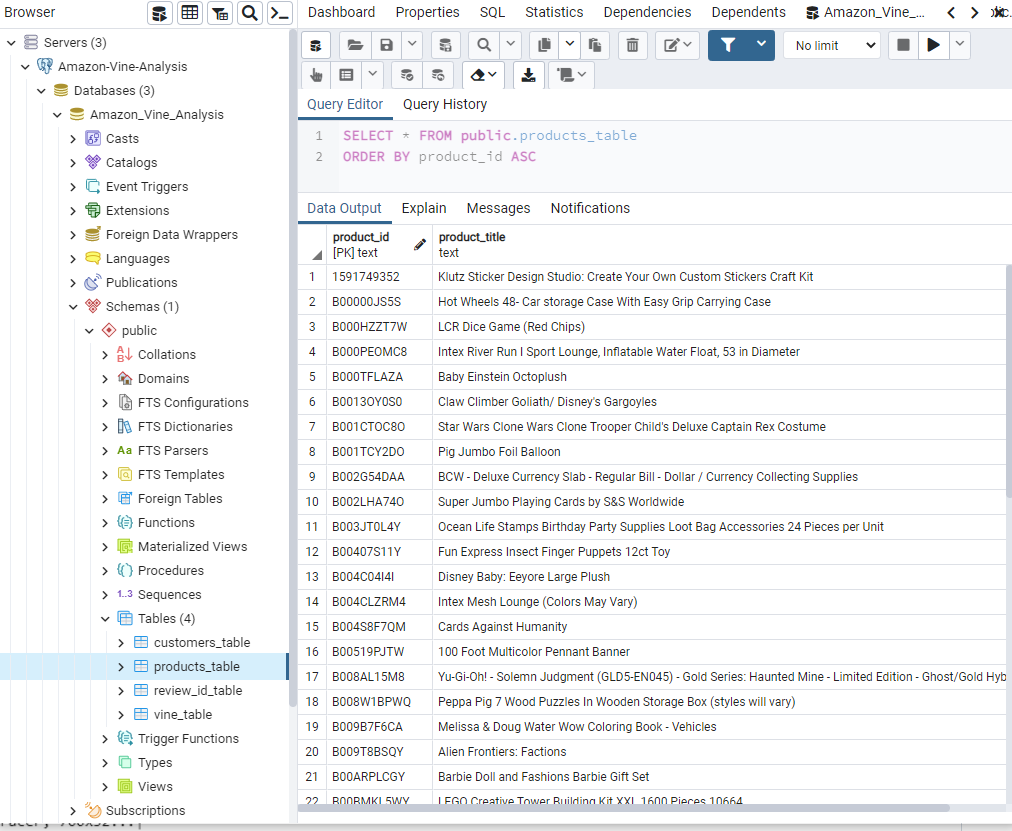 Browser
Dashboard Properties SQL Statistics Dependencies Dependents Amazon_Vine_...
Servers (3)
Amazon-Vine-Analysis
Databases (3)
Amazon_Vine_Analysis
Casts
Catalogs
Event Triggers
Extensions
Foreign Data Wrappers
Languages
Publications
Schemas (1)
public
Collations
Domains
FTS Configurations
FTS Dictionaries
Aa FTS Parsers
FTS Templates
Foreign Tables
Functions
Materialized Views
Procedures
1..3 Sequences
Tables (4)
customers_table
products_table
review_id_table
vine_table
Trigger Functions
Types
Views
Subscriptions
No limit
Query Editor Query History
1 SELECT * FROM public.products_table
2 ORDER BY product_id ASC
Data Output Explain Messages Notifications
product_id product_title
[PK] text text
1 1591749352 Klutz Sticker Design Studio: Create Your Own Custom Stickers Craft Kit
2 B00000JS5S Hot Wheels 48- Car storage Case With Easy Grip Carrying Case
3 B000HZZT7W LCR Dice Game (Red Chips)
4 B000PEOMC8 Intex River Run I Sport Lounge, Inflatable Water Float, 53 in Diameter
5 B000TFLAZA Baby Einstein Octoplush
6 B0013OY0S0 Claw Climber Goliath/ Disney's Gargoyles
7 B001CTOC8O Star Wars Clone Wars Clone Trooper Child's Deluxe Captain Rex Costume
8 B001TCY2DO Pig Jumbo Foil Balloon
9 B002G54DAA BCW - Deluxe Currency Slab - Regular Bill - Dollar / Currency Collecting Supplies
10 B002LHA74O Super Jumbo Playing Cards by S&S Worldwide
11 B003JT0L4Y Ocean Life Stamps Birthday Party Supplies Loot Bag Accessories 24 Pieces per Unit
12 B00407S11Y Fun Express Insect Finger Puppets 12ct Toy
13 B004C04I4I Disney Baby: Eeyore Large Plush
14 B004CLZRM4 Intex Mesh Lounge (Colors May Vary)
15 B004S8F7QM Cards Against Humanity
16 B00519PJTW 100 Foot Multicolor Pennant Banner
17 B008AL15M8 Yu-Gi-Oh! - Solemn Judgment (GLD5-EN045) - Gold Series: Haunted Mine - Limited Edition - Ghost/Gold Hyb
18 B008W1BPWQ Peppa Pig 7 Wood Puzzles In Wooden Storage Box (styles will vary)
19 B009B7F6CA Melissa & Doug Water Wow Coloring Book - Vehicles
20 B009T8BSQY Alien Frontiers: Factions
21 B00ARPLCGY Barbie Doll and Fashions Barbie Gift Set
22 B00BMKL5WY LEGO Creative Tower Building Kit XXL 1600 Pieces 10664